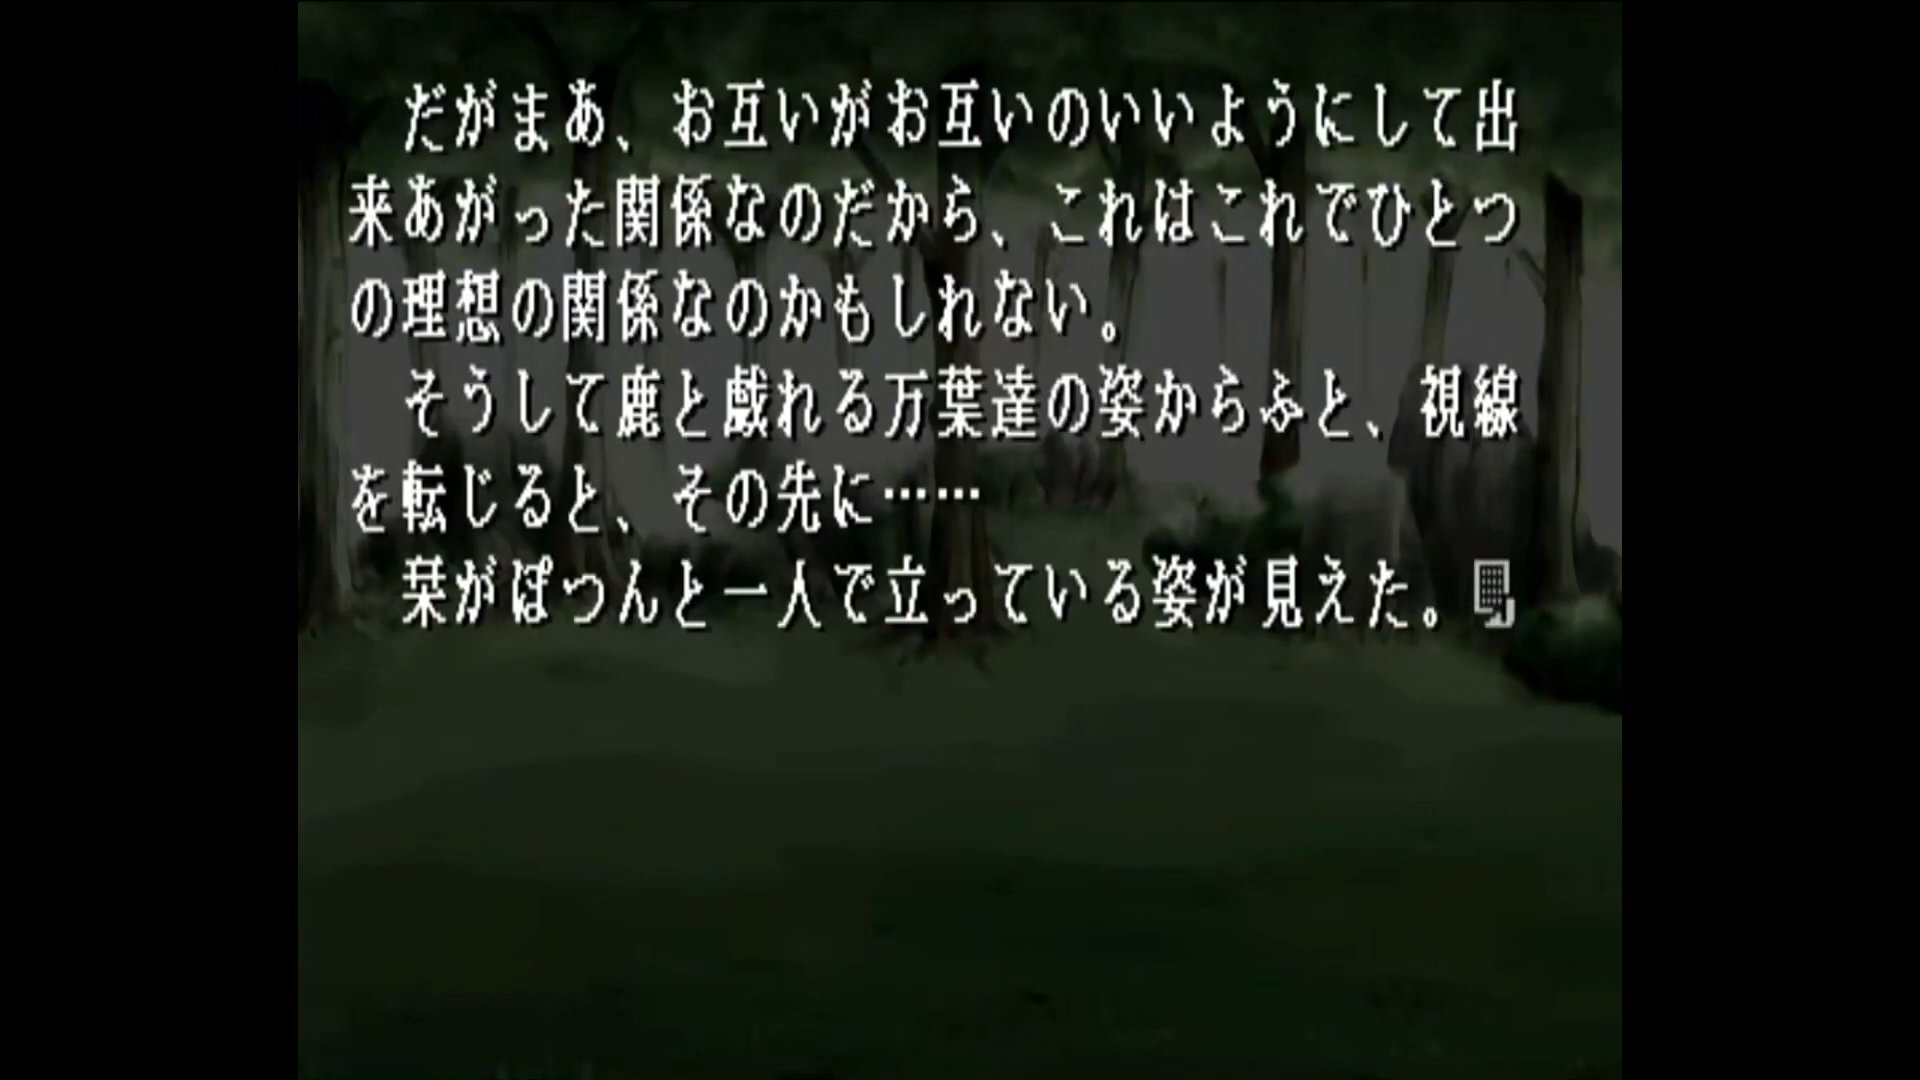 だがまあ、お互いがお互いのいいようにして出
来あがった関係なのだから、これはこれでひとつ
の理想の関係なのかもしれない。
そうして鹿と戯れる万葉達の姿からふと、視線
を転じると、その先に……
栞がぽつんと一人で立っている姿が見えた。